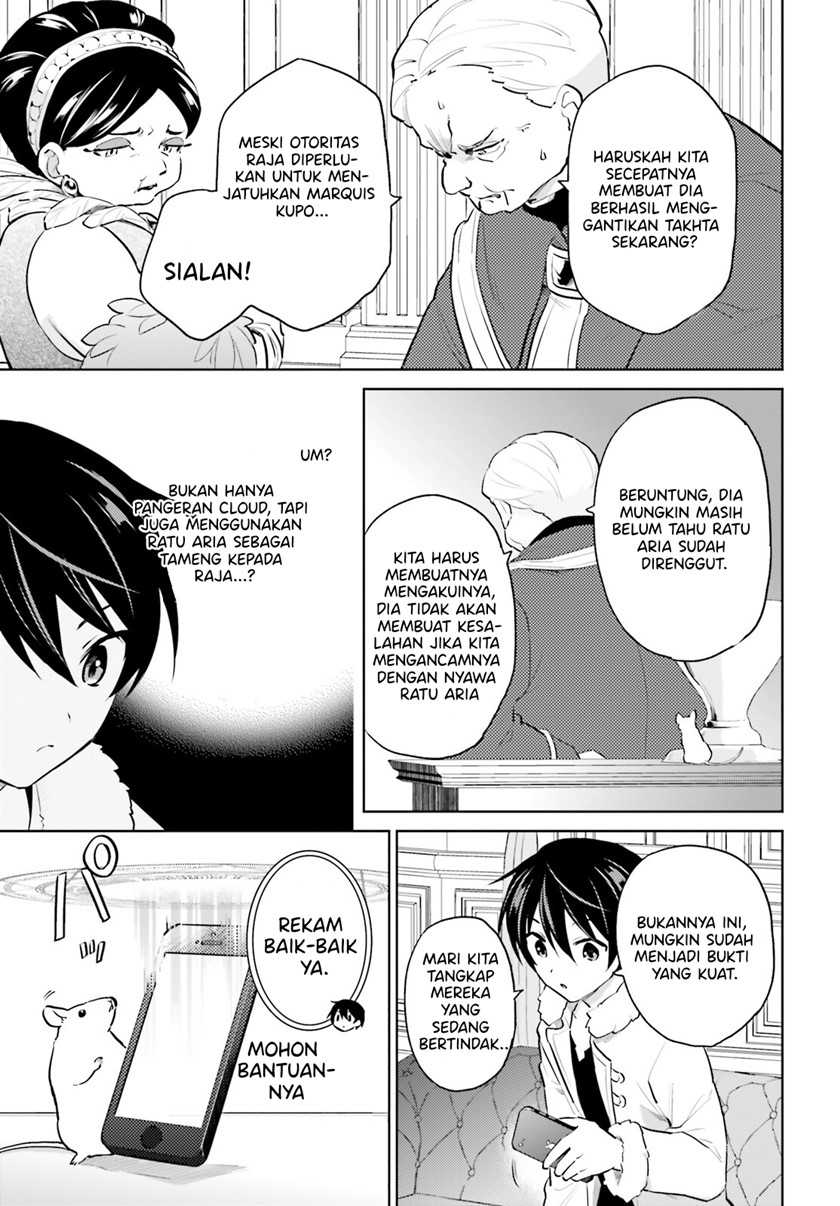 HARUSKAH KITA
SECEPATNYA
MEMBUAT DIA
BERHASIL MENG-
GANTIKAN TAKHTA
SEKARANG?
MESKI OTORITAS
RAJA DIPERLU-
KAN UNTUK MEN-
JATUHKAN MARQUIS
KUPO...
SIALAN!
BERUNTUNG, DIA
MUNGKIN MASIH
BELUM TAHU RATU
ARIA SUDAH
DIRENGGUT.
KITA HARUS
MEMBUATNYA
MENGAKUINYA,
DIA TIDAK AKAN
MEMBUAT KESA-
LAHAN JIKA KITA
MENGANCAMNYA
DENGAN NYAWA
RATU ARIA
UM?
BUKAN HANYA
PANGERAN CLOUD, TAPI
JUGA MENGGUNAKAN
RATU ARIA SEBAGAI
TAMENG KEPADA
RAJA...?
BUKANNYA INI,
MUNGKIN SUDAH
MENJADI BUKTI
YANG KUAT.
MARI KITA
TANGKAP
MEREKA
YANG
SEDANG
BERTINDAK..
REKAM
BAIK-BAIK
YA.
MOHON
BANTUAN-
NYA